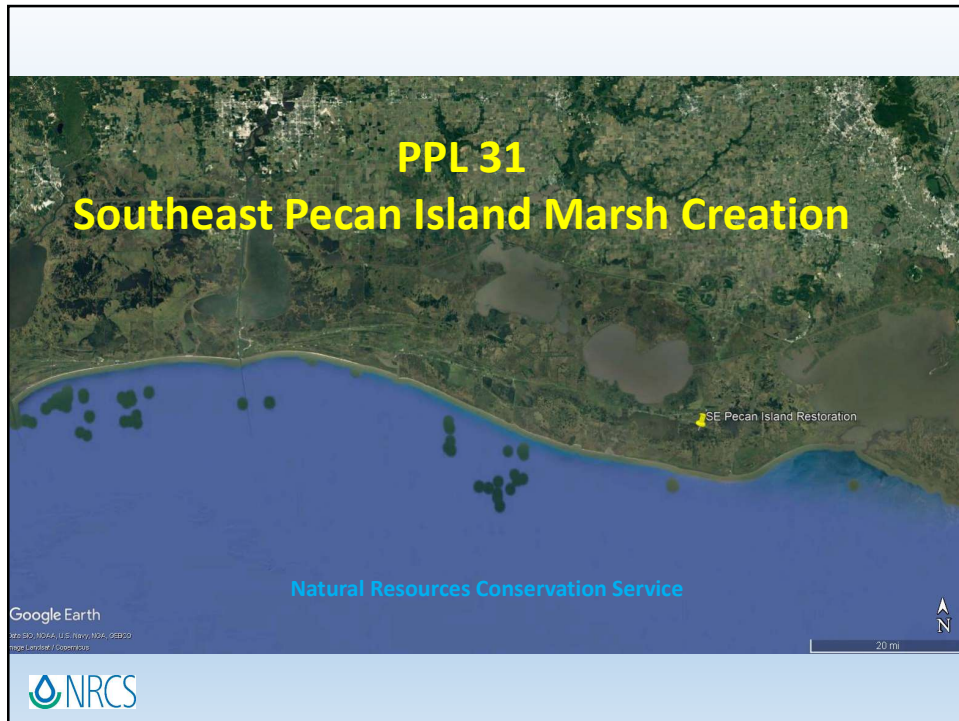 PPL 31
Southeast Pecan Island Marsh Creation
SE Pecan Island Restoration
Natural Resources Conservation Service
Google Earth
Data SIO, NOAA, U.S. Navy, NGA, GEBCO
Image Landsat / Copernicus
N
20 mi
NRCS